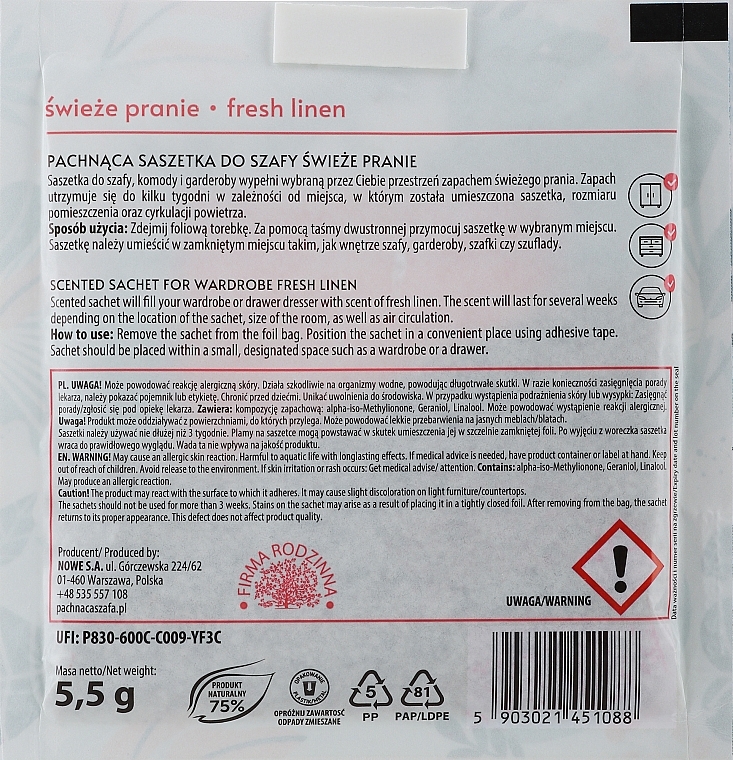 świeże pranie • fresh linen
PACHNĄCA SASZETKA DO SZAFY ŚWIEŻE PRANIE
Saszetka do szafy, komody i garderoby wypełni wybraną przez Ciebie przestrzeń zapachem świeżego prania. Zapach
utrzymuje się do kilku tygodni w zależności od miejsca, w którym została umieszczona saszetka, rozmiaru
pomieszczenia oraz cyrkulacji powietrza.
Sposób użycia: Zdejmij foliową torebkę. Za pomocą taśmy dwustronnej przymocuj saszetkę w wybranym miejscu.
Saszetkę należy umieścić w zamkniętym miejscu takim, jak wnętrze szafy, garderoby, szafki czy szuflady.
SCENTED SACHET FOR WARDROBE FRESH LINEN
Scented sachet will fill your wardrobe or drawer dresser with scent of fresh linen. The scent will last for several weeks
depending on the location of the sachet, size of the room, as well as air circulation.
How to use: Remove the sachet from the foil bag. Position the sachet in a convenient place using adhesive tape.
Sachet should be placed within a small, designated space such as a wardrobe or a drawer.
PL. UWAGA! Może powodować reakcję alergiczną skóry. Działa szkodliwie na organizmy wodne, powodując długotrwałe skutki. W razie konieczności zasięgnięcia porady
lekarza, należy pokazać pojemnik lub etykietę. Chronić przed dziećmi. Unikać uwolnienia do środowiska. W przypadku wystąpienia podrażnienia skóry lub wysypki: Zasięgnąć
porady/zgłosić się pod opiekę lekarza. Zawiera: kompozycję zapachową: alpha-iso-Methylionone, Geraniol, Linalool. Może powodować wystąpienie reakcji alergicznej.
Uwaga! Produkt może oddziaływać z powierzchniami, do których przylega. Może powodować lekkie przebarwienia na jasnych meblach/blatach.
Saszetki należy używać nie dłużej niż 3 tygodnie. Plamy na saszetce mogą powstawać w skutek umieszczenia jej w szczelnie zamkniętej folii. Po wyjęciu z woreczka saszetka
wraca do prawidłowego wyglądu. Wada ta nie wpływa na jakość produktu.
EN. WARNING! May cause an allergic skin reaction. Harmful to aquatic life with longlasting effects. If medical advice is needed, have product container or label at hand. Keep
out of reach of children. Avoid release to the environment. If skin irritation or rash occurs: Get medical advise/ attention. Contains: alpha-iso-Methylionone, Geraniol, Linalool.
May produce an allergic reaction.
Caution! The product may react with the surface to which it adheres. It may cause slight discoloration on light furniture/countertops.
The sachets should not be used for more than 3 weeks. Stains on the sachet may arise as a result of placing it in a tightly closed foil. After removing from the bag, the sachet
returns to its proper appearance. This defect does not affect product quality.
Data ważności i numer serii na zgrzewie/Expiry date and lot number on the seal
Producent/ Produced by:
NOWE S.A. ul. Górczewska 224/62
01-460 Warszawa, Polska
+48 535 557 108
pachnacaszafa.pl
• FIRMA RODZINNA •
UWAGA/WARNING
UFI: P830-600C-C009-YF3C
Masa netto/Net weight:
5,5 g
PRODUKT
NATURALNY
75%
OPAKOWANIE
PLASTIK/METAL
OPRÓŻNIJ ZAWARTOŚĆ
ODPADY ZMIESZANE
5
PP
81
PAP/LDPE
5 903021 451088